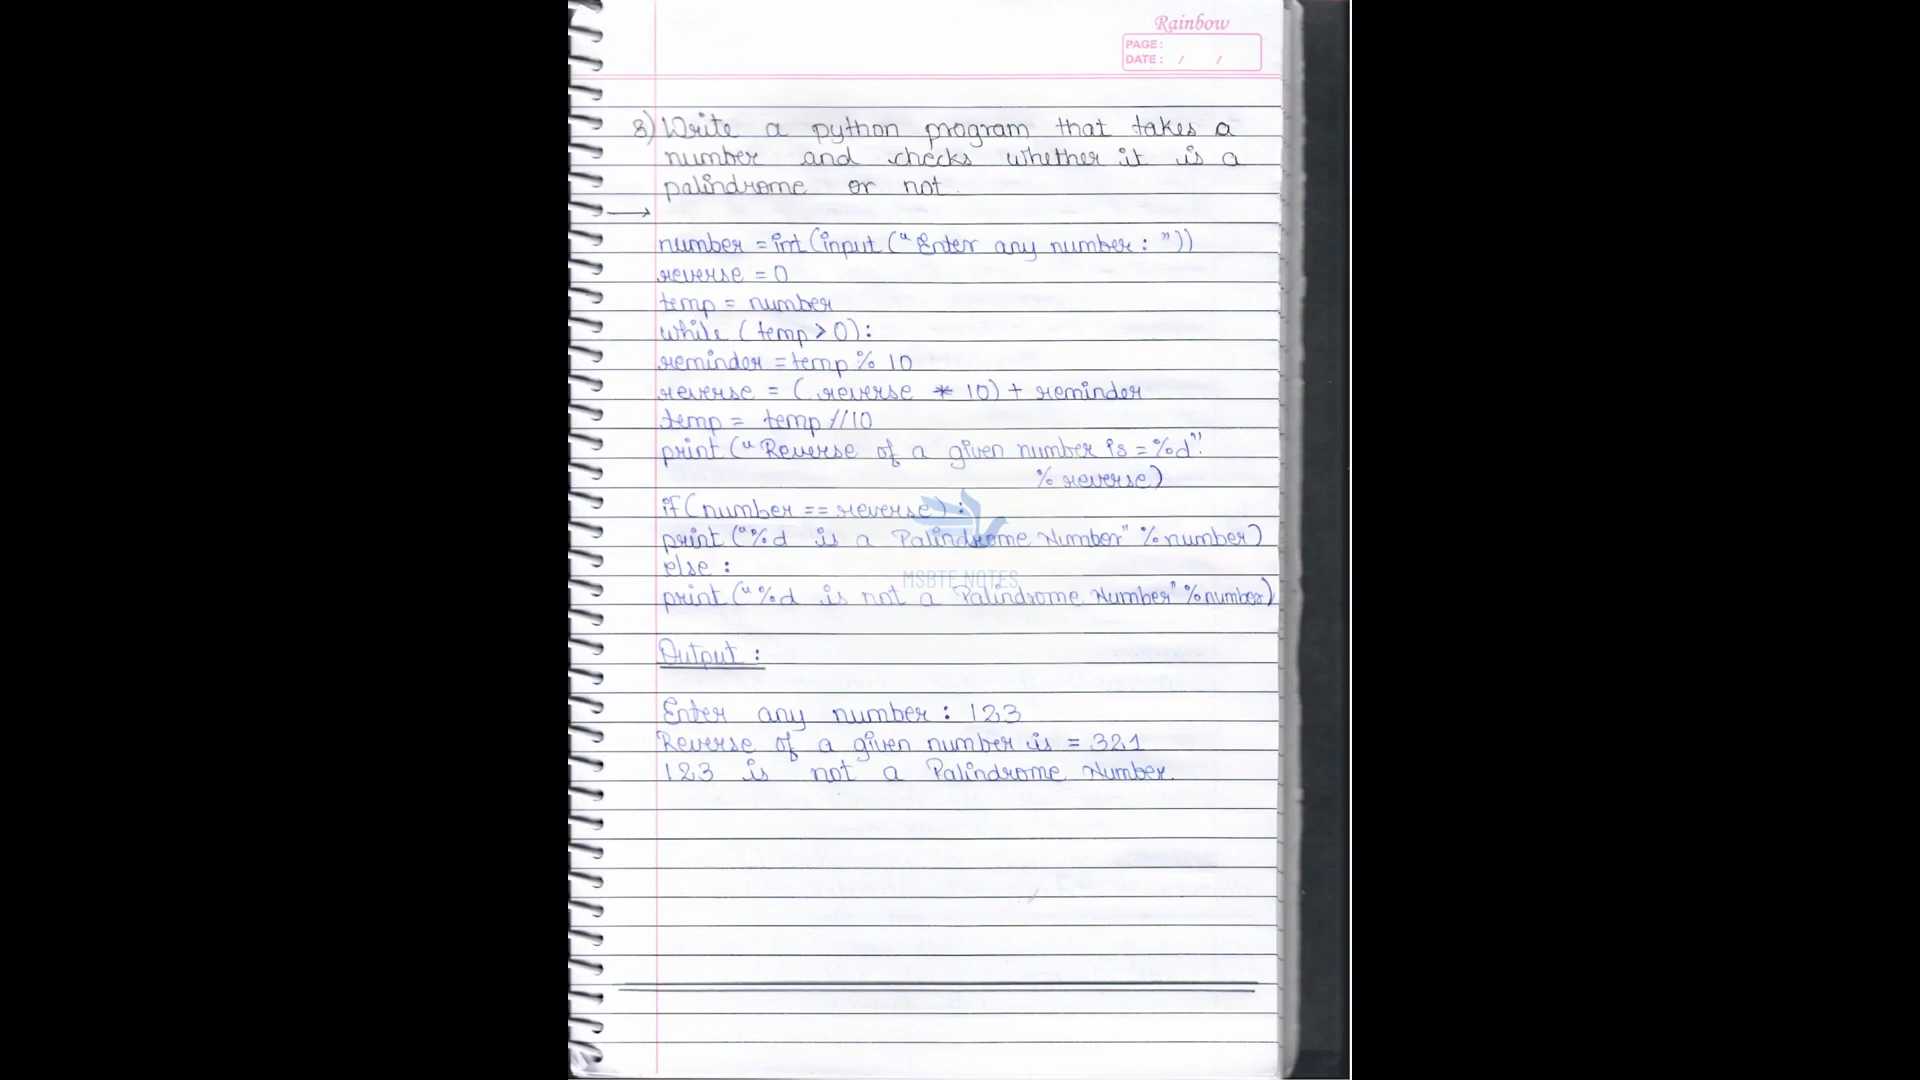 Rainbow
PAGE:
DATE: / /
3) Write a python program that takes a
number and checks whether it is a
palindrome or not.
→
number = int (input ("Enter any number : "))
reverse = 0
temp = number
while (temp > 0):
reminder = temp % 10
reverse = (reverse * 10) + reminder
temp = temp // 10
print ("Reverse of a given number is = %d"
% reverse)
if (number == reverse) :
print ("%d is a Palindrome Number" % number)
else :
print ("%d is not a Palindrome Number" % number)
MSBTE NOTES
Output :
Enter any number : 123
Reverse of a given number is = 321
123 is not a Palindrome Number.